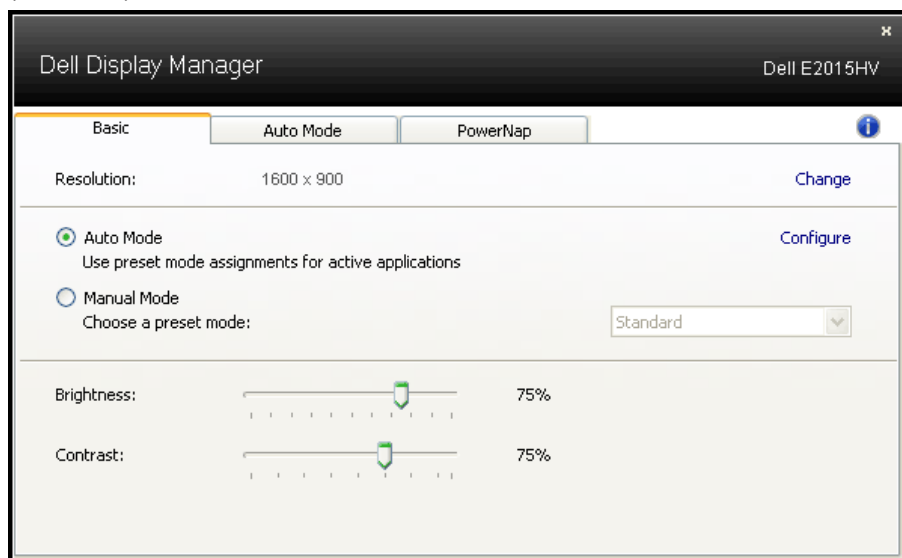 x
Dell Display Manager
Dell E2015HV
Basic
Auto Mode
PowerNap
i
Resolution:
1600 x 900
Change
Auto Mode
Configure
Use preset mode assignments for active applications
Manual Mode
Choose a preset mode:
Standard
Brightness:
75%
Contrast:
75%